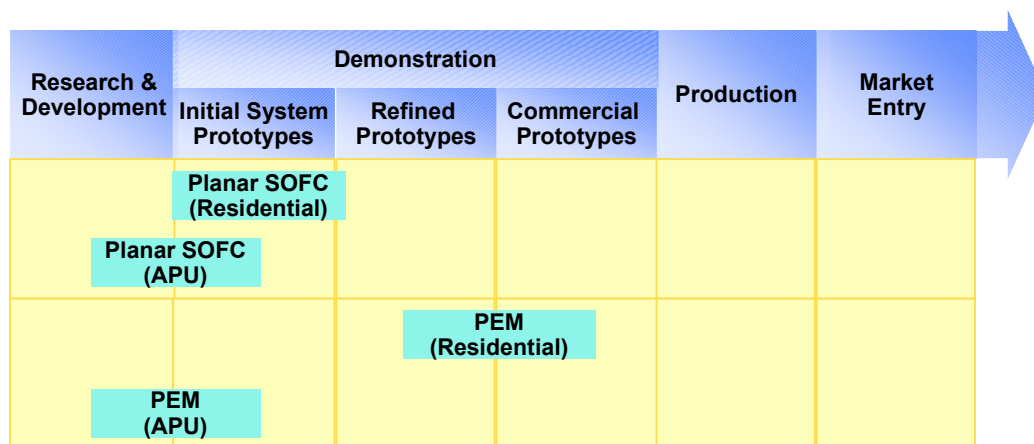 Research &
Development
Demonstration
Initial System
Prototypes
Refined
Prototypes
Commercial
Prototypes
Production
Market
Entry
Planar SOFC
(Residential)
Planar SOFC
(APU)
PEM
(Residential)
PEM
(APU)